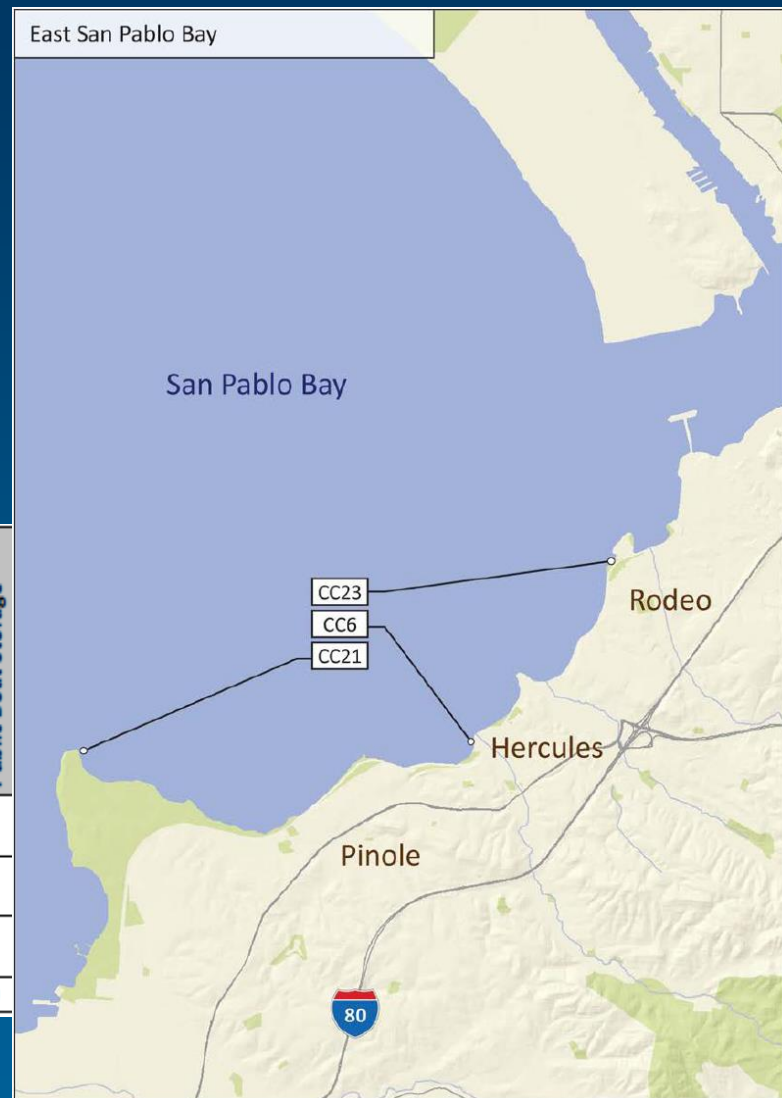 East San Pablo Bay
San Pablo Bay
CC23
CC6
CC21
Rodeo
Hercules
Pinole
80